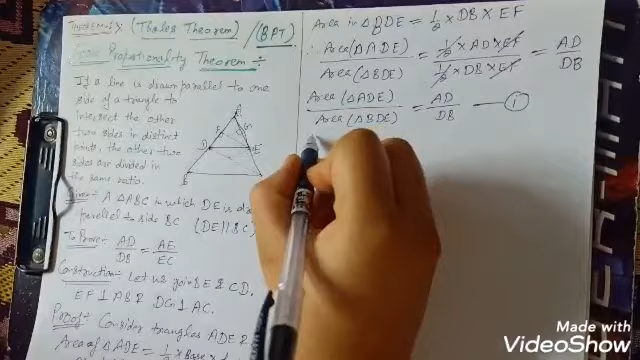 Theorem-1 (Thales Theorem) / (BPT)
Proportionality Theorem :-
If a line is drawn parallel to one
side of a triangle to
intersect the other
two sides in distinct
points, the other two
sides are divided in
the same ratio.
A
F
G
D
E
B
Given:- A ΔABC in which DE is
parallel to side BC (DE||BC)
To Prove:- AD/DB = AE/EC
Construction:- Let us join BE & CD.
EF ⊥ AB & DG ⊥ AC.
Proof:- Consider triangles ADE &
Area of ΔADE = 1/2 × Base ×
Area in ΔBDE = 1/2 × DB × EF
∴ Area(ΔADE)/Area(ΔBDE) = 1/2 × AD × EF / 1/2 × DB × EF = AD/DB
Area(ΔADE)/Area(ΔBDE) = AD/DB —①
Made with
VideoShow